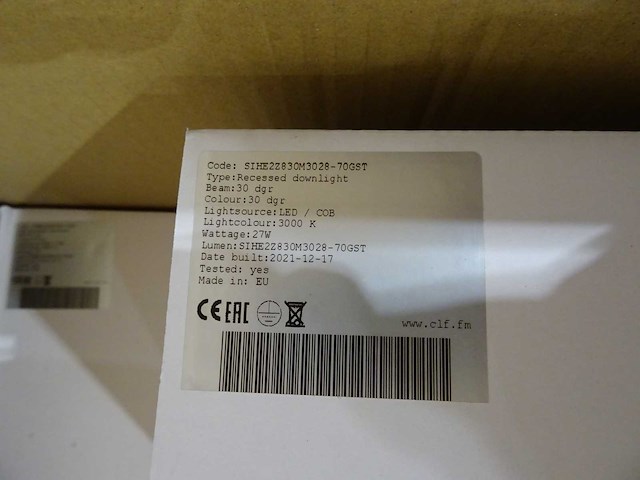 Code: SIHE2Z830M3028-70GST
Type:Recessed downlight
Beam:30 dgr
Colour:30 dgr
Lightsource:LED / COB
Lightcolour:3000 K
Wattage:27W
Lumen:SIHE2Z830M3028-70GST
Date built:2021-12-17
Tested: yes
Made in: EU
CE EAC
www.clf.fm